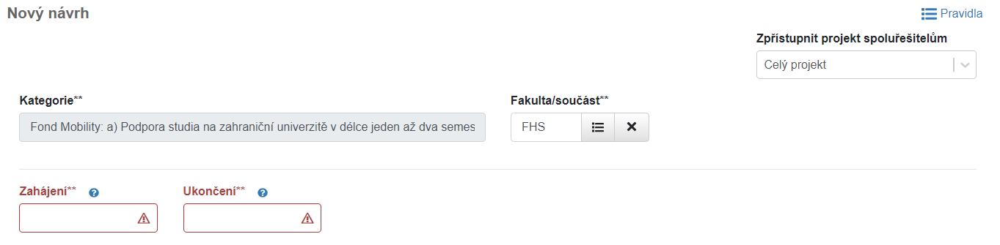 Nový návrh
Pravidla
Zpřístupnit projekt spoluřešitelům
Celý projekt
Kategorie**
Fakulta/součást**
Fond Mobility: a) Podpora studia na zahraniční univerzitě v délce jeden až dva semes
FHS
Zahájení**
Ukončení**